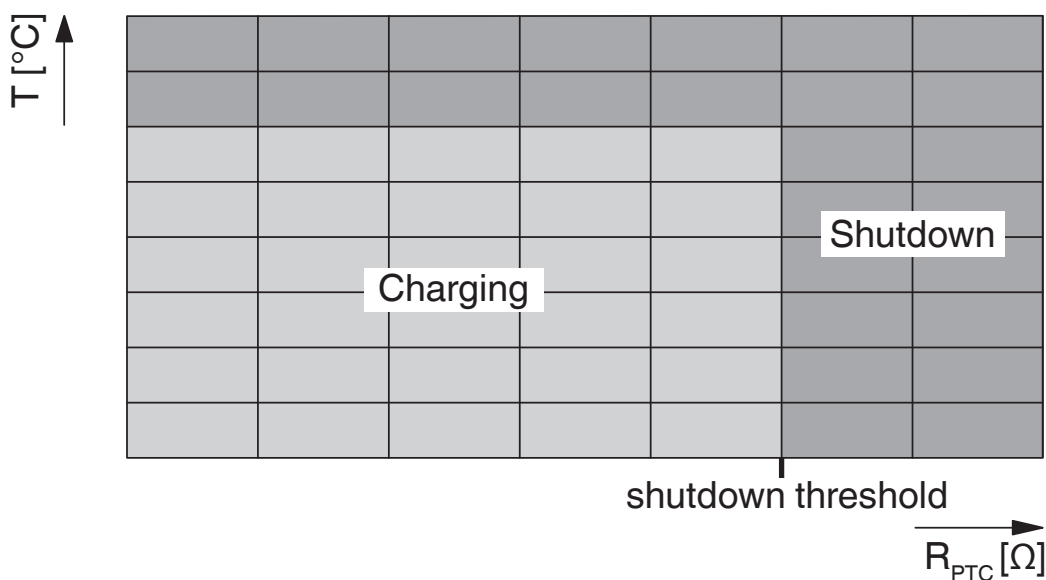 T [°C]
Shutdown
Charging
shutdown threshold
R_PTC [Ω]